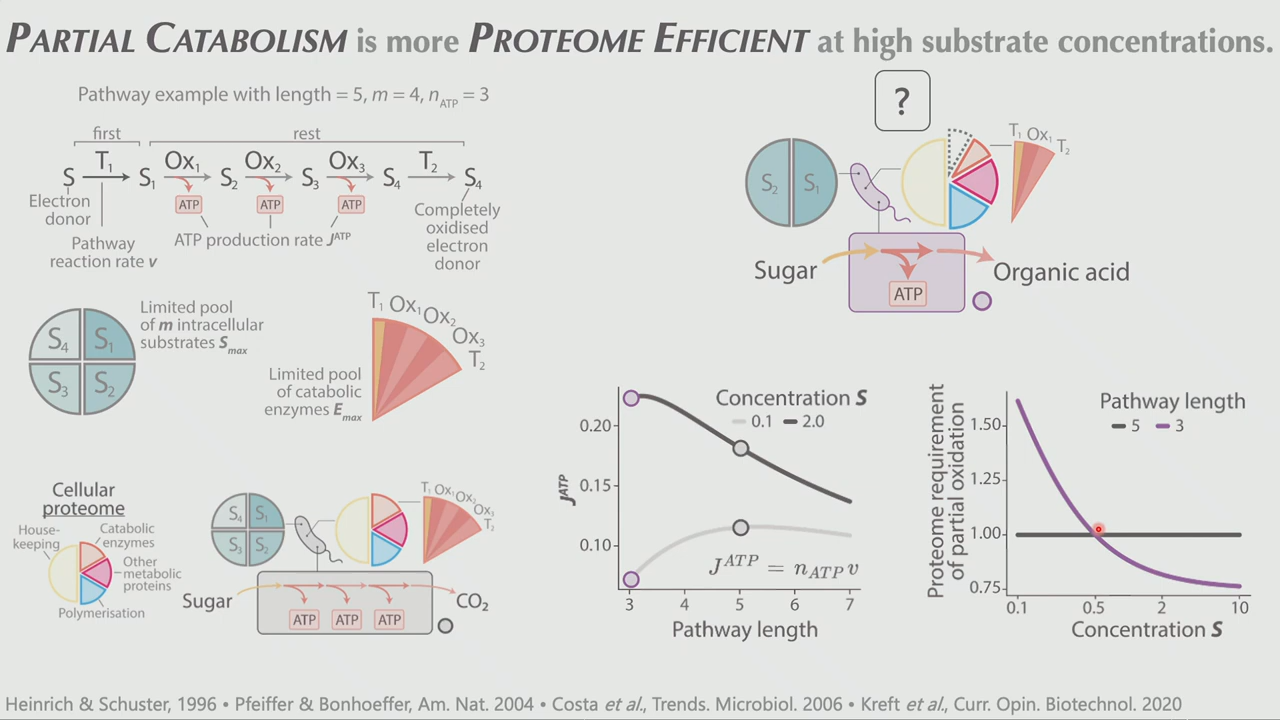 PARTIAL CATABOLISM is more PROTEOME EFFICIENT at high substrate concentrations.
Pathway example with length = 5, m = 4, nATP = 3
first
rest
S T1 S1 Ox1 S2 Ox2 S3 Ox3 S4 T2 S4
ATP ATP ATP
Electron
donor
Pathway
reaction rate v
ATP production rate JATP
Completely
oxidised
electron
donor
S4 S1
S3 S2
Limited pool
of m intracellular
substrates Smax
T1 Ox1 Ox2
Ox3
T2
Limited pool
of catabolic
enzymes Emax
Cellular
proteome
House-
keeping
Catabolic
enzymes
Other
metabolic
proteins
Polymerisation
S4 S1
S3 S2
T1 Ox1 Ox2
Ox3
T2
Sugar
ATP ATP ATP
CO2
?
S2 S1
T1 Ox1
T2
Sugar
ATP
Organic acid
Concentration S
0.1 2.0
JATP
0.20
0.15
0.10
JATP = nATP v
3 4 5 6 7
Pathway length
Proteome requirement
of partial oxidation
Pathway length
5 3
1.50
1.25
1.00
0.75
0.1 0.5 2 10
Concentration S
Heinrich & Schuster, 1996 • Pfeiffer & Bonhoeffer, Am. Nat. 2004 • Costa et al., Trends. Microbiol. 2006 • Kreft et al., Curr. Opin. Biotechnol. 2020